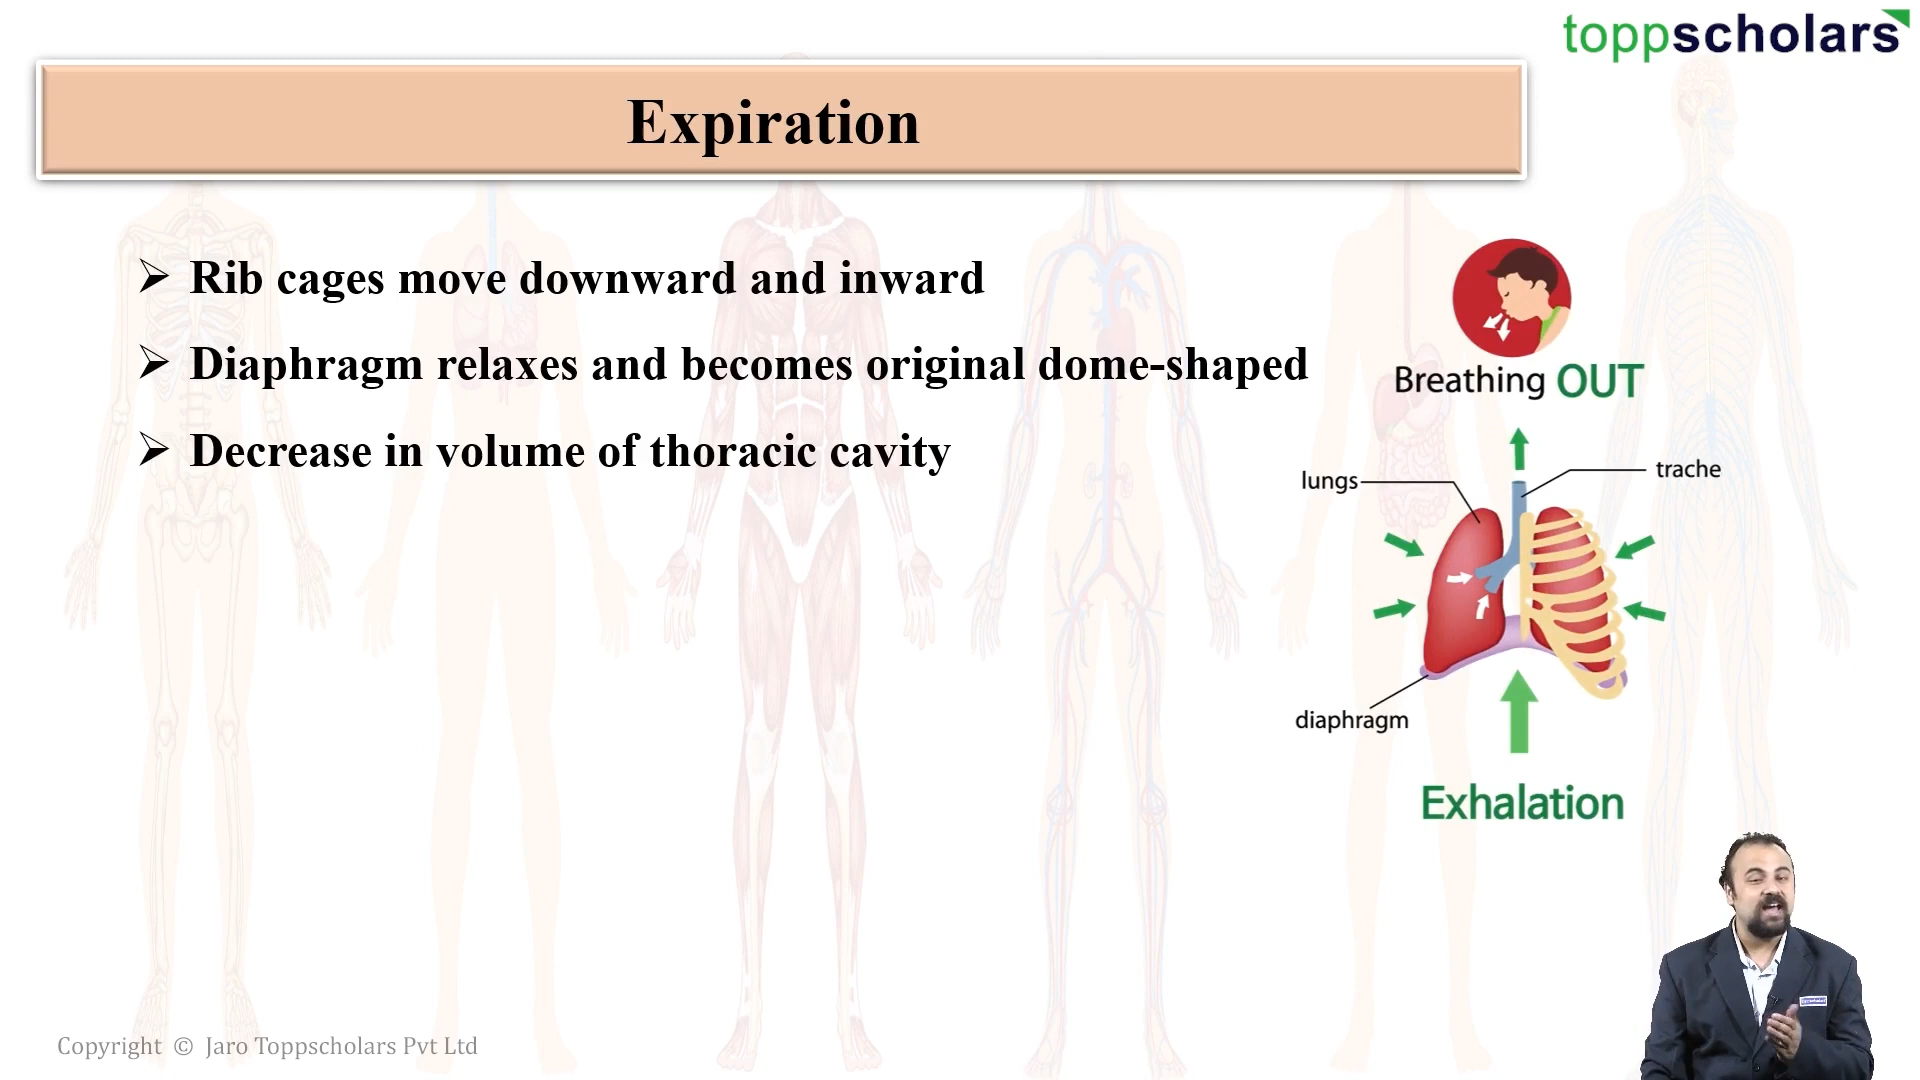 toppscholars
Expiration
➢ Rib cages move downward and inward
➢ Diaphragm relaxes and becomes original dome-shaped
➢ Decrease in volume of thoracic cavity
Breathing OUT
lungs
trache
diaphragm
Exhalation
Copyright © Jaro Toppscholars Pvt Ltd